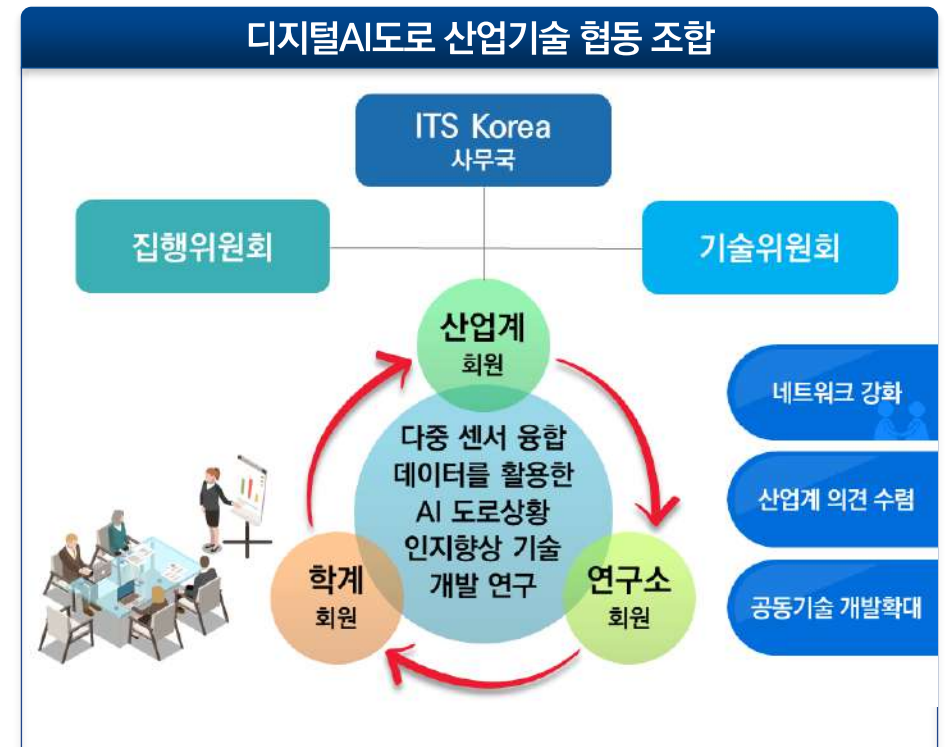 디지털AI도로 산업기술 협동 조합
ITS Korea
사무국
집행위원회
기술위원회
산업계
회원
다중 센서 융합
데이터를 활용한
AI 도로상황
인지향상 기술
개발 연구
학계
회원
연구소
회원
네트워크 강화
산업계 의견 수렴
공동기술 개발확대